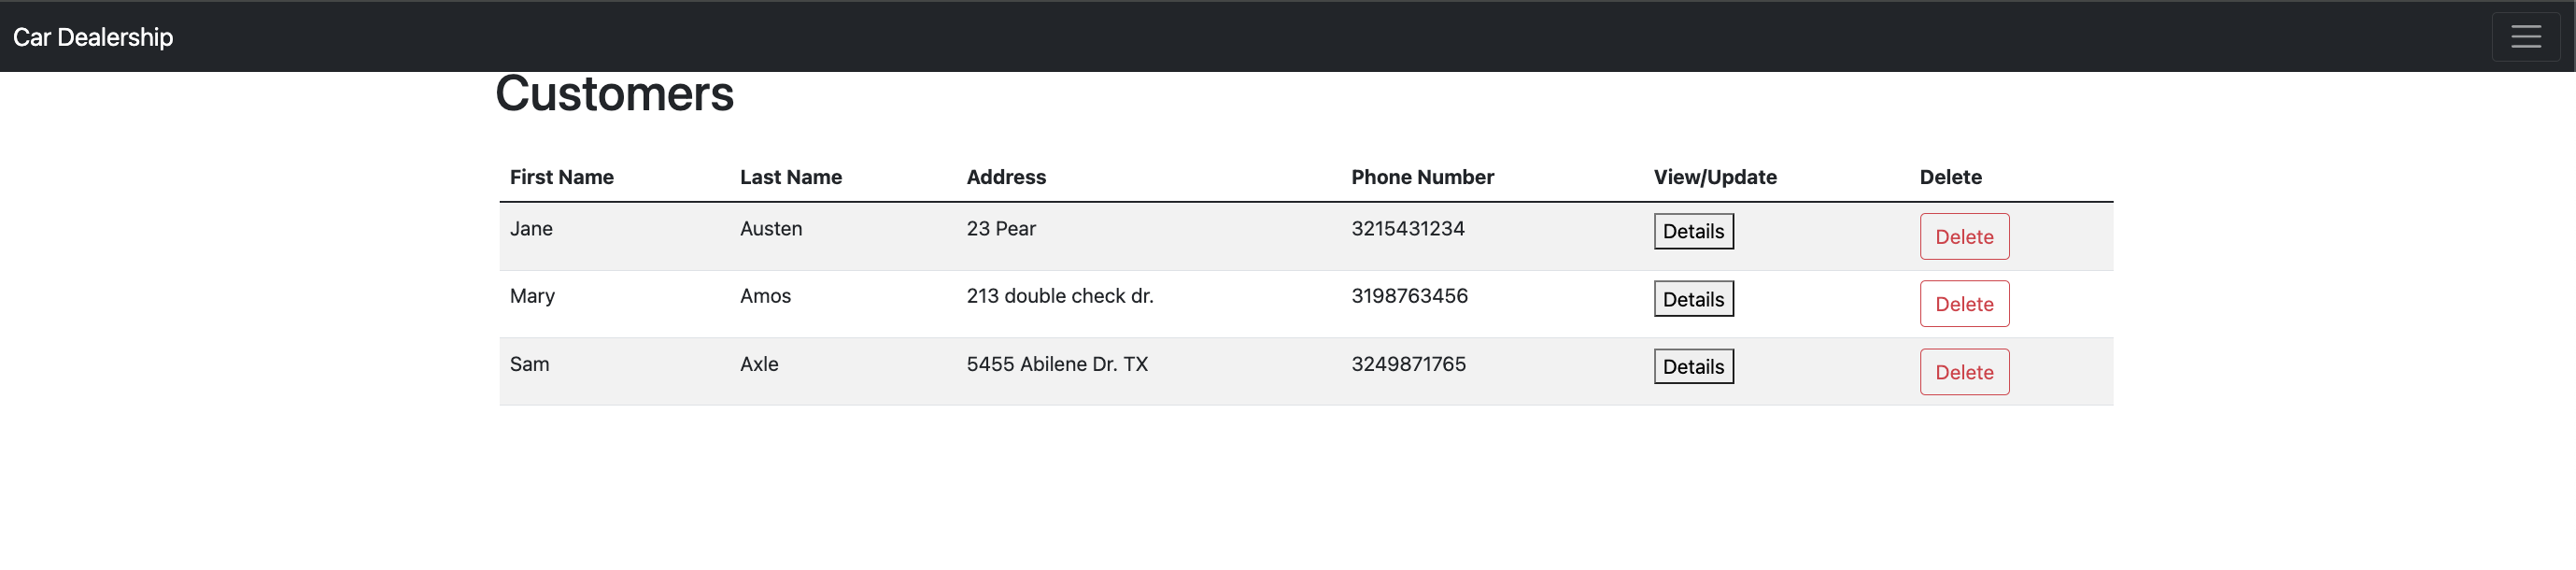 Car Dealership
Customers
First Name Last Name Address Phone Number View/Update Delete
Jane Austen 23 Pear 3215431234 Details Delete
Mary Amos 213 double check dr. 3198763456 Details Delete
Sam Axle 5455 Abilene Dr. TX 3249871765 Details Delete